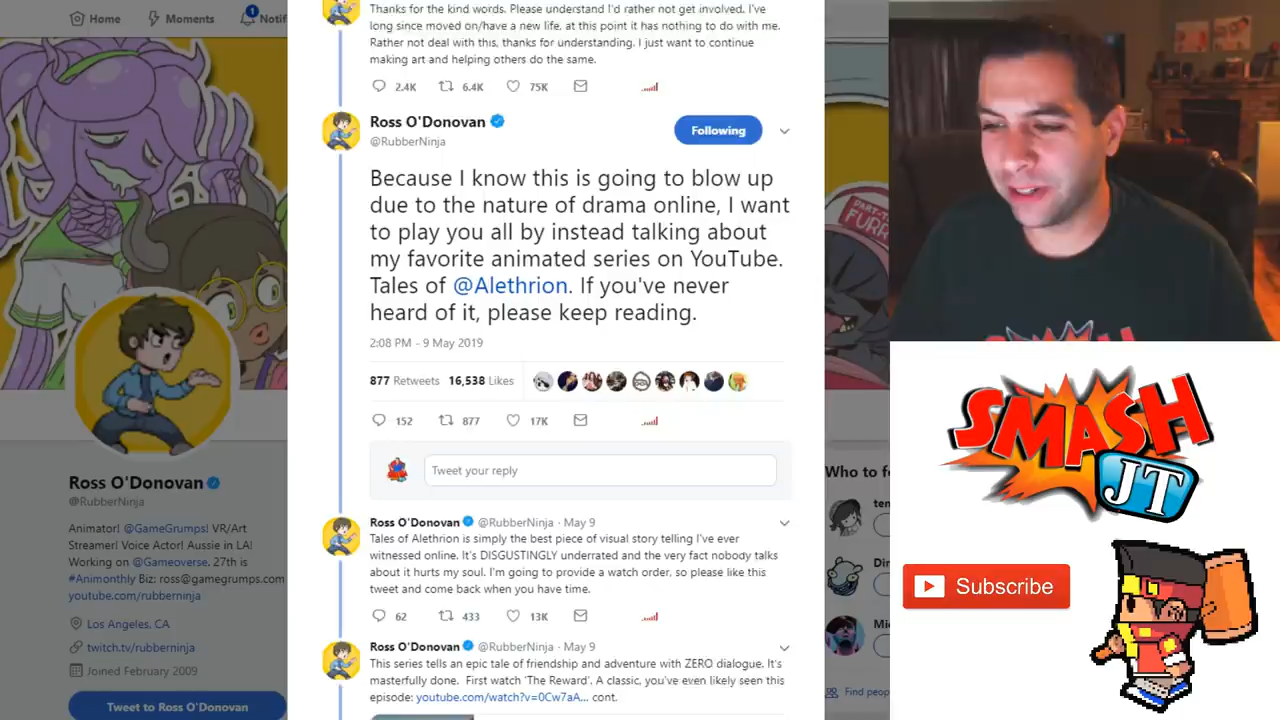 Home
Moments
1
Notif
Thanks for the kind words. Please understand I'd rather not get involved. I've
long since moved on/have a new life, at this point it has nothing to do with me.
Rather not deal with this, thanks for understanding. I just want to continue
making art and helping others do the same.
2.4K 6.4K 75K
Ross O'Donovan
@RubberNinja
Following
Because I know this is going to blow up
due to the nature of drama online, I want
to play you all by instead talking about
my favorite animated series on YouTube.
Tales of @Alethrion. If you've never
heard of it, please keep reading.
2:08 PM - 9 May 2019
877 Retweets 16,538 Likes
152 877 17K
Tweet your reply
Ross O'Donovan @RubberNinja · May 9
Tales of Alethrion is simply the best piece of visual story telling I've ever
witnessed online. It's DISGUSTINGLY underrated and the very fact nobody talks
about it hurts my soul. I'm going to provide a watch order, so please like this
tweet and come back when you have time.
62 433 13K
Ross O'Donovan @RubberNinja · May 9
This series tells an epic tale of friendship and adventure with ZERO dialogue. It's
masterfully done. First watch 'The Reward'. A classic, you've even likely seen this
episode: youtube.com/watch?v=0Cw7aA... cont.
Ross O'Donovan
@RubberNinja
Animator! @GameGrumps! VR/Art
Streamer! Voice Actor! Aussie in LA!
Working on @Gameoverse. 27th is
#Animonthly Biz: ross@gamegrumps.com
youtube.com/rubberninja
Los Angeles, CA
twitch.tv/rubberninja
Joined February 2009
Tweet to Ross O'Donovan
PART-T
FURR
Who to fo
ten
Din
Mic
Find peop
SMASH
SMASH
JT
Subscribe